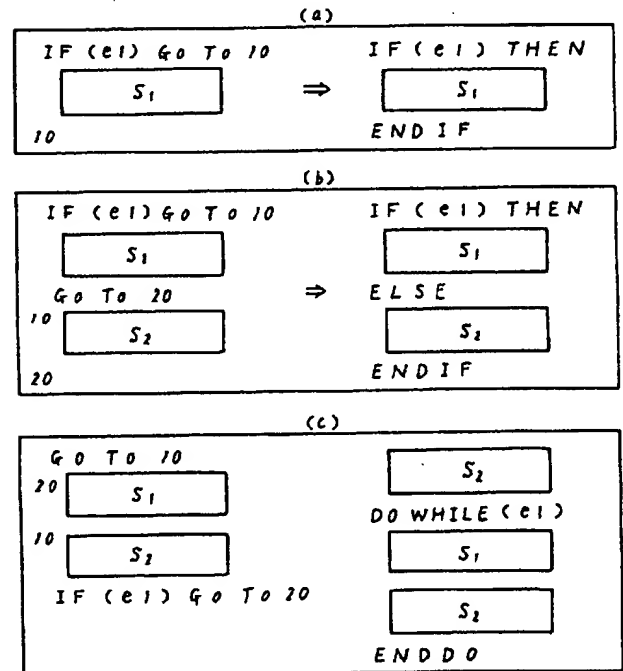 (a)
IF (e1) GO TO 10
S1
10
⇒
IF (e1) THEN
S1
ENDIF
(b)
IF (e1) GO TO 10
S1
GO TO 20
10
S2
20
⇒
IF (e1) THEN
S1
ELSE
S2
ENDIF
(c)
GO TO 10
20
S1
10
S2
IF (e1) GO TO 20
S2
DO WHILE (e1)
S1
S2
ENDDO